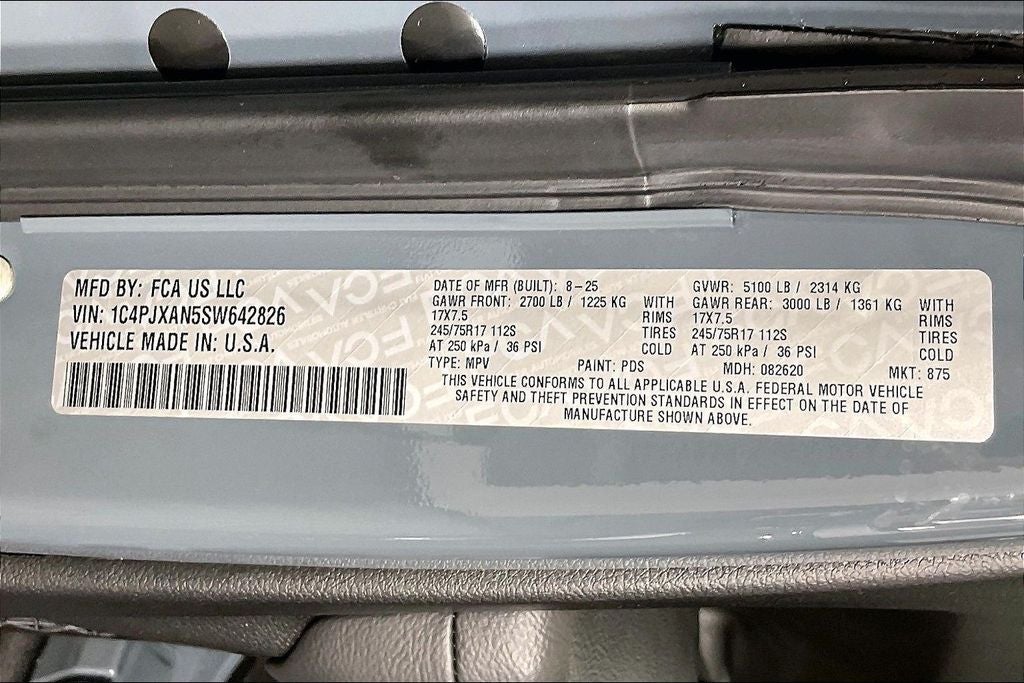 MFD BY: FCA US LLC
VIN: 1C4PJXAN5SW642826
VEHICLE MADE IN: U.S.A.
DATE OF MFR (BUILT): 8-25
GAWR FRONT: 2700 LB / 1225 KG WITH
17X7.5 RIMS
245/75R17 112S TIRES
AT 250 kPa / 36 PSI COLD
GVWR: 5100 LB / 2314 KG
GAWR REAR: 3000 LB / 1361 KG WITH
17X7.5 RIMS
245/75R17 112S TIRES
AT 250 kPa / 36 PSI COLD
TYPE: MPV PAINT: PDS MDH: 082620 MKT: 875
THIS VEHICLE CONFORMS TO ALL APPLICABLE U.S.A. FEDERAL MOTOR VEHICLE
SAFETY AND THEFT PREVENTION STANDARDS IN EFFECT ON THE DATE OF
MANUFACTURE SHOWN ABOVE.